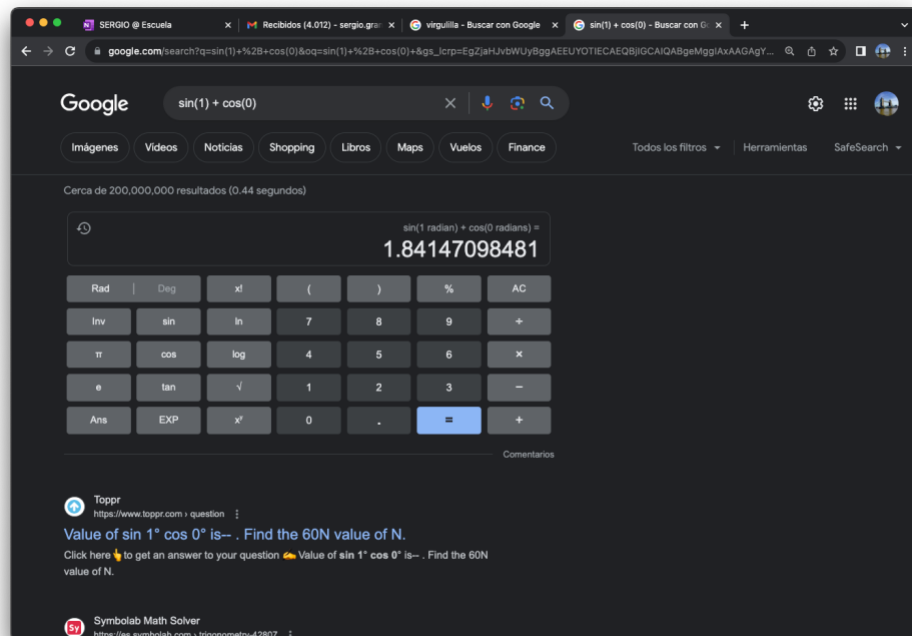 SERGIO @ Escuela
Recibidos (4.012) - sergio.gra
virgulilla - Buscar con Google
sin(1) + cos(0) - Buscar con G
google.com/search?q=sin(1)+%2B+cos(0)&oq=sin(1)+%2B+cos(0)+&gs_lcrp=EgZjaHJvbWUyBggAEEUYOTIECAEQBjIGCAIQABgeMggIAxAAGAgY...
Google
sin(1) + cos(0)
Imágenes Videos Noticias Shopping Libros Maps Vuelos Finance
Todos los filtros Herramientas SafeSearch
Cerca de 200,000,000 resultados (0.44 segundos)
sin(1 radian) + cos(0 radians) =
1.84147098481
Rad | Deg x! ( ) % AC
Inv sin ln 7 8 9 ÷
π cos log 4 5 6 ×
e tan √ 1 2 3 −
Ans EXP xʸ 0 . = +
Comentarios
Toppr
https://www.toppr.com › question
Value of sin 1° cos 0° is-- . Find the 60N value of N.
Click here 👆 to get an answer to your question ✍️ Value of sin 1° cos 0° is-- . Find the 60N
value of N.
Sy
Symbolab Math Solver
https://es.symbolab.com › trigonometry-42807